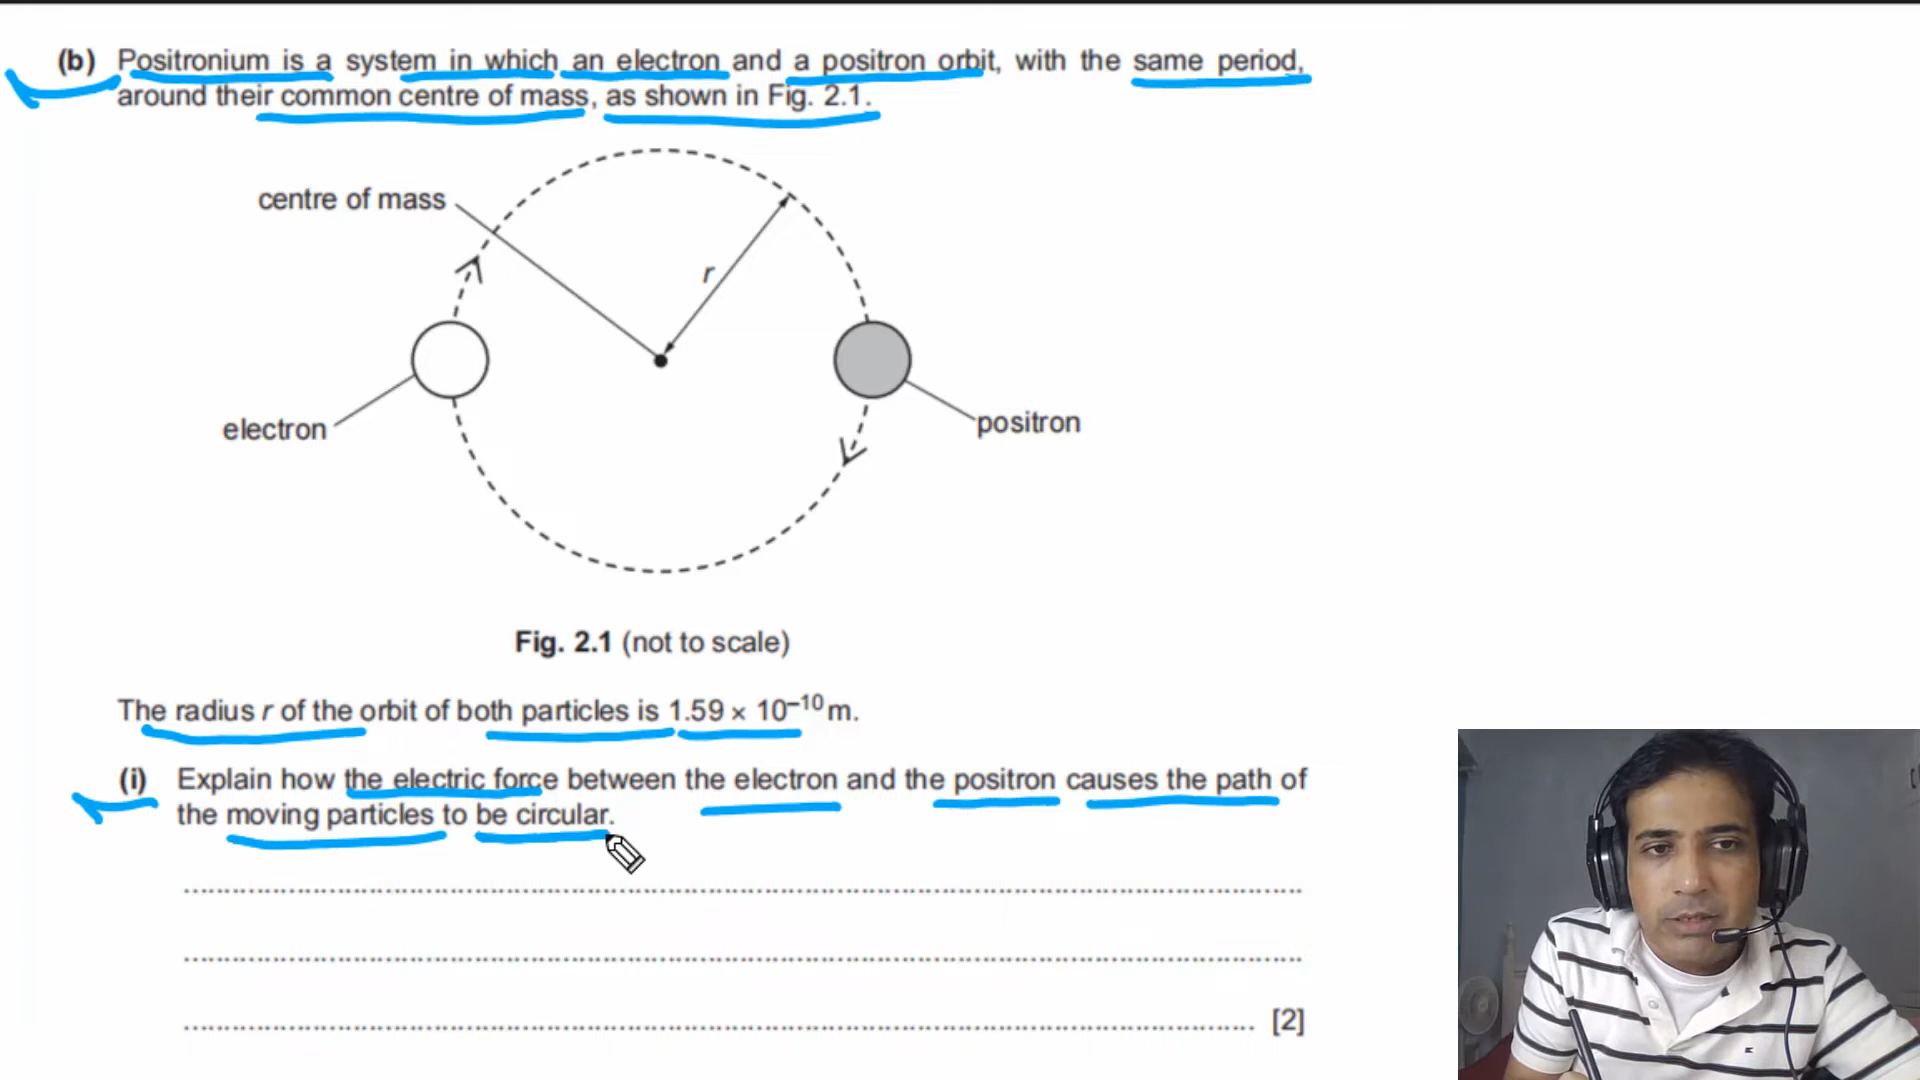 (b) Positronium is a system in which an electron and a positron orbit, with the same period,
around their common centre of mass, as shown in Fig. 2.1.
centre of mass
r
electron
positron
Fig. 2.1 (not to scale)
The radius r of the orbit of both particles is 1.59 × 10⁻¹⁰ m.
(i) Explain how the electric force between the electron and the positron causes the path of
the moving particles to be circular.
[2]